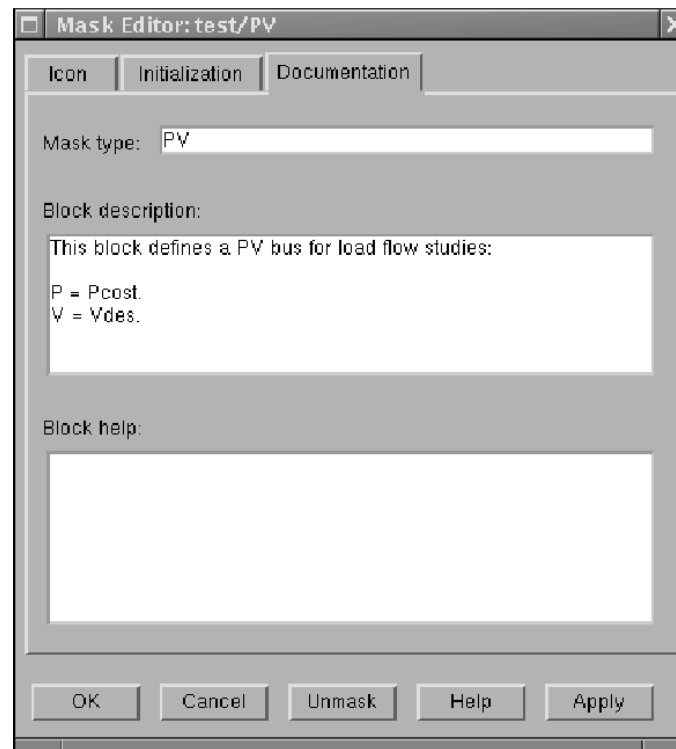 Mask Editor: test/PV
Icon Initialization Documentation
Mask type: PV
Block description:
This block defines a PV bus for load flow studies:
P = Pcost.
V = Vdes.
Block help:
OK Cancel Unmask Help Apply